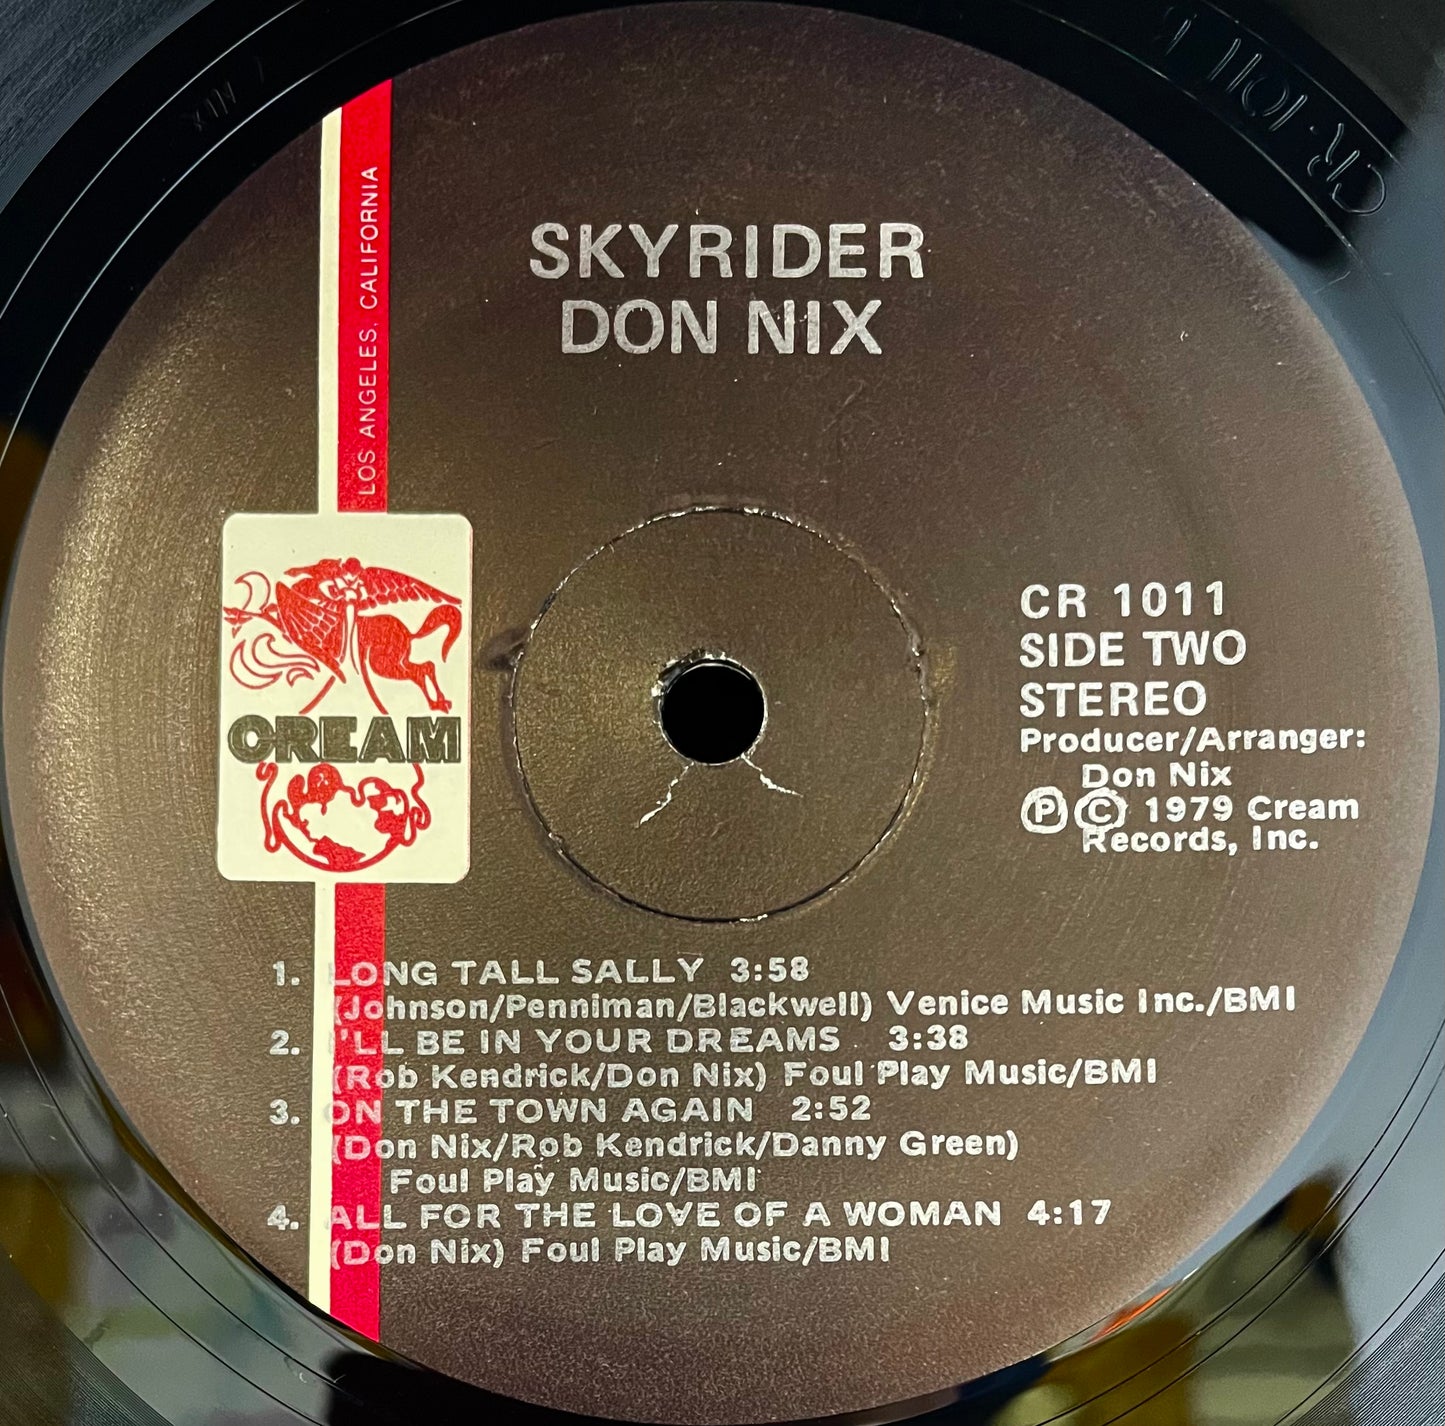 CR-1011 B
LOS ANGELES, CALIFORNIA
SKYRIDER
DON NIX
CREAM
CR 1011
SIDE TWO
STEREO
Producer/Arranger:
Don Nix
Ⓟ © 1979 Cream
Records, Inc.
1. LONG TALL SALLY 3:58
(Johnson/Penniman/Blackwell) Venice Music Inc./BMI
2. I'LL BE IN YOUR DREAMS 3:38
(Rob Kendrick/Don Nix) Foul Play Music/BMI
3. ON THE TOWN AGAIN 2:52
(Don Nix/Rob Kendrick/Danny Green)
Foul Play Music/BMI
4. ALL FOR THE LOVE OF A WOMAN 4:17
(Don Nix) Foul Play Music/BMI